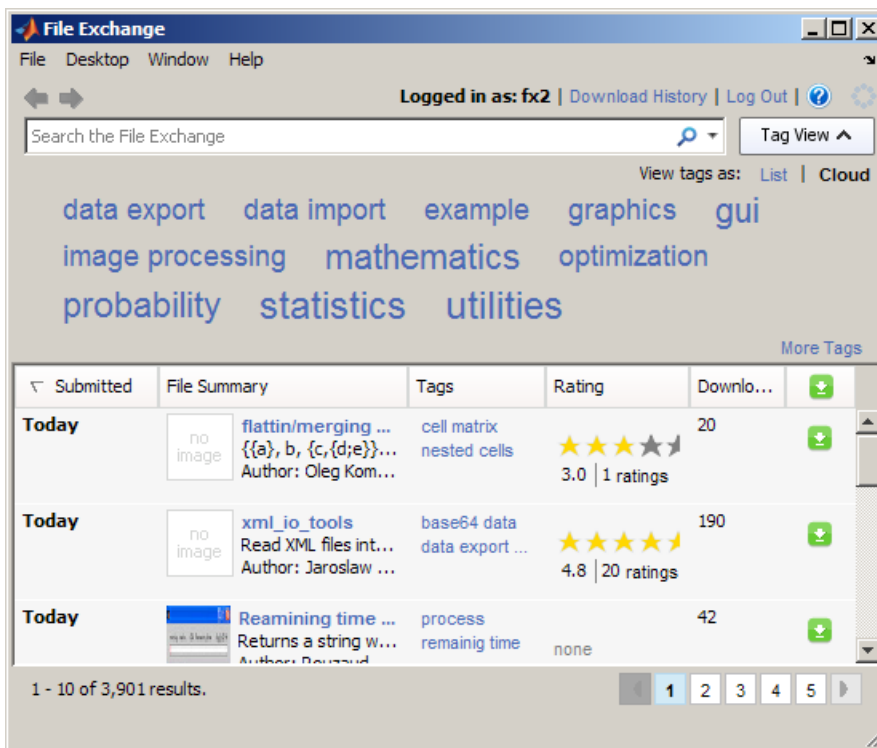 File Exchange
File Desktop Window Help
Logged in as: fx2 | Download History | Log Out |
Search the File Exchange
Tag View
View tags as: List | Cloud
data export data import example graphics gui
image processing mathematics optimization
probability statistics utilities
More Tags
Submitted File Summary Tags Rating Downlo...
Today
no image
flattin/merging ...
{{a}, b, {c,{d;e}}...
Author: Oleg Kom...
cell matrix
nested cells
3.0 | 1 ratings
20
Today
no image
xml_io_tools
Read XML files int...
Author: Jaroslaw ...
base64 data
data export ...
4.8 | 20 ratings
190
Today
Reamining time ...
Returns a string w...
Author: Rouzaud
process
remainig time
none
42
1 - 10 of 3,901 results.
1 2 3 4 5